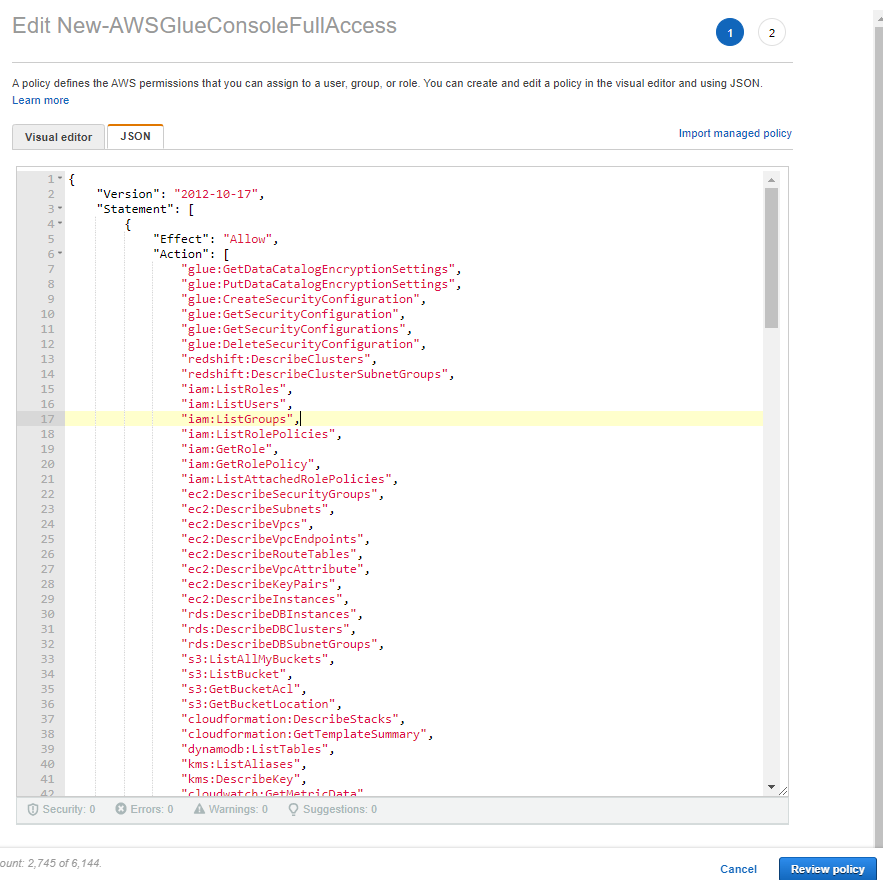 Edit New-AWSGlueConsoleFullAccess
1 2
A policy defines the AWS permissions that you can assign to a user, group, or role. You can create and edit a policy in the visual editor and using JSON.
Learn more
Visual editor JSON Import managed policy
1 {
2 "Version": "2012-10-17",
3 "Statement": [
4 {
5 "Effect": "Allow",
6 "Action": [
7 "glue:GetDataCatalogEncryptionSettings",
8 "glue:PutDataCatalogEncryptionSettings",
9 "glue:CreateSecurityConfiguration",
10 "glue:GetSecurityConfiguration",
11 "glue:GetSecurityConfigurations",
12 "glue:DeleteSecurityConfiguration",
13 "redshift:DescribeClusters",
14 "redshift:DescribeClusterSubnetGroups",
15 "iam:ListRoles",
16 "iam:ListUsers",
17 "iam:ListGroups",
18 "iam:ListRolePolicies",
19 "iam:GetRole",
20 "iam:GetRolePolicy",
21 "iam:ListAttachedRolePolicies",
22 "ec2:DescribeSecurityGroups",
23 "ec2:DescribeSubnets",
24 "ec2:DescribeVpcs",
25 "ec2:DescribeVpcEndpoints",
26 "ec2:DescribeRouteTables",
27 "ec2:DescribeVpcAttribute",
28 "ec2:DescribeKeyPairs",
29 "ec2:DescribeInstances",
30 "rds:DescribeDBInstances",
31 "rds:DescribeDBClusters",
32 "rds:DescribeDBSubnetGroups",
33 "s3:ListAllMyBuckets",
34 "s3:ListBucket",
35 "s3:GetBucketAcl",
36 "s3:GetBucketLocation",
37 "cloudformation:DescribeStacks",
38 "cloudformation:GetTemplateSummary",
39 "dynamodb:ListTables",
40 "kms:ListAliases",
41 "kms:DescribeKey",
42 "cloudwatch:GetMetricData"
Security: 0 Errors: 0 Warnings: 0 Suggestions: 0
ount: 2,745 of 6,144.
Cancel Review policy